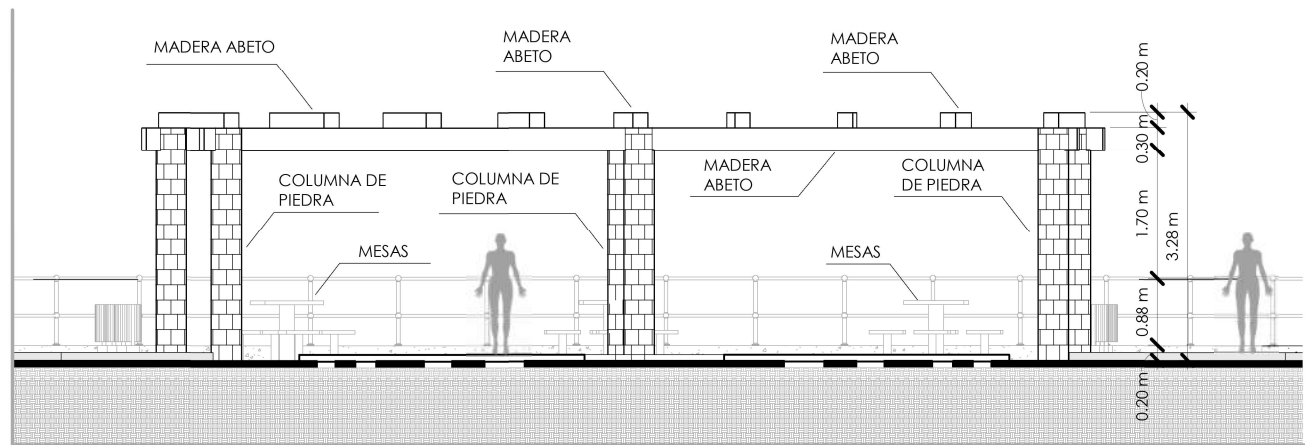 MADERA ABETO
MADERA
ABETO
MADERA
ABETO
0.20 m
0.30 m
COLUMNA DE
PIEDRA
COLUMNA DE
PIEDRA
MADERA
ABETO
COLUMNA
DE PIEDRA
1.70 m
3.28 m
MESAS
MESAS
0.88 m
0.20 m